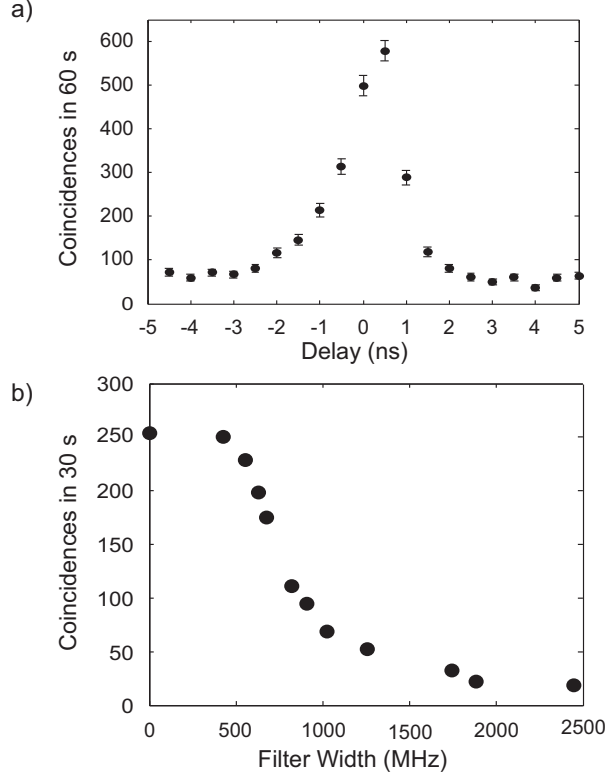 a)
600
500
400
300
200
100
0
-5 -4 -3 -2 -1 0 1 2 3 4 5
Coincidences in 60 s
Delay (ns)
b)
300
250
200
150
100
50
0
0 500 1000 1500 2000 2500
Coincidences in 30 s
Filter Width (MHz)